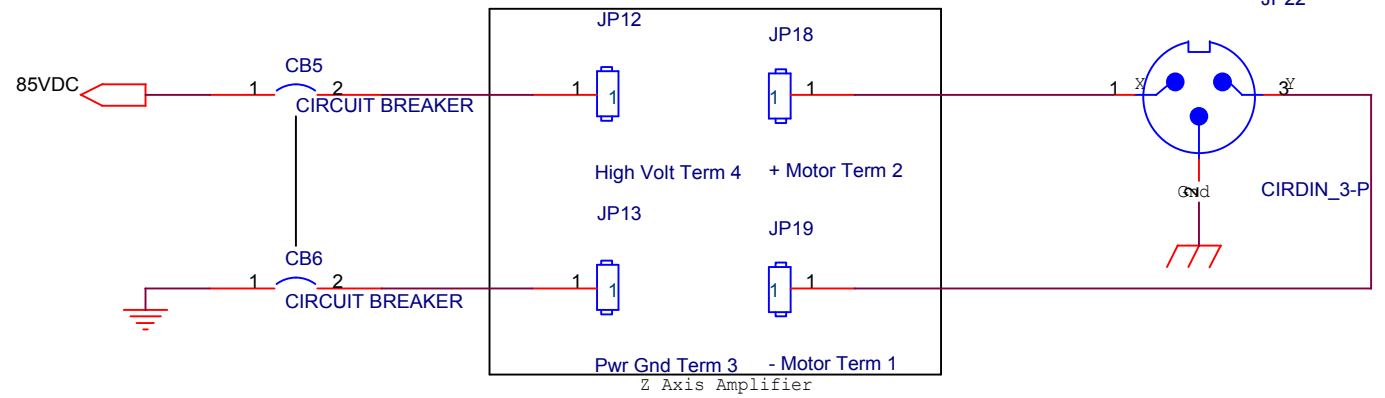 JP22
JP12
JP18
CB5
85VDC
1
2
1
1
1
1
1
X
3
Y
CIRCUIT BREAKER
High Volt Term 4
+ Motor Term 2
Gnd
2
CIRDIN_3-P
JP13
JP19
CB6
1
2
1
1
1
1
CIRCUIT BREAKER
Pwr Gnd Term 3
- Motor Term 1
Z Axis Amplifier